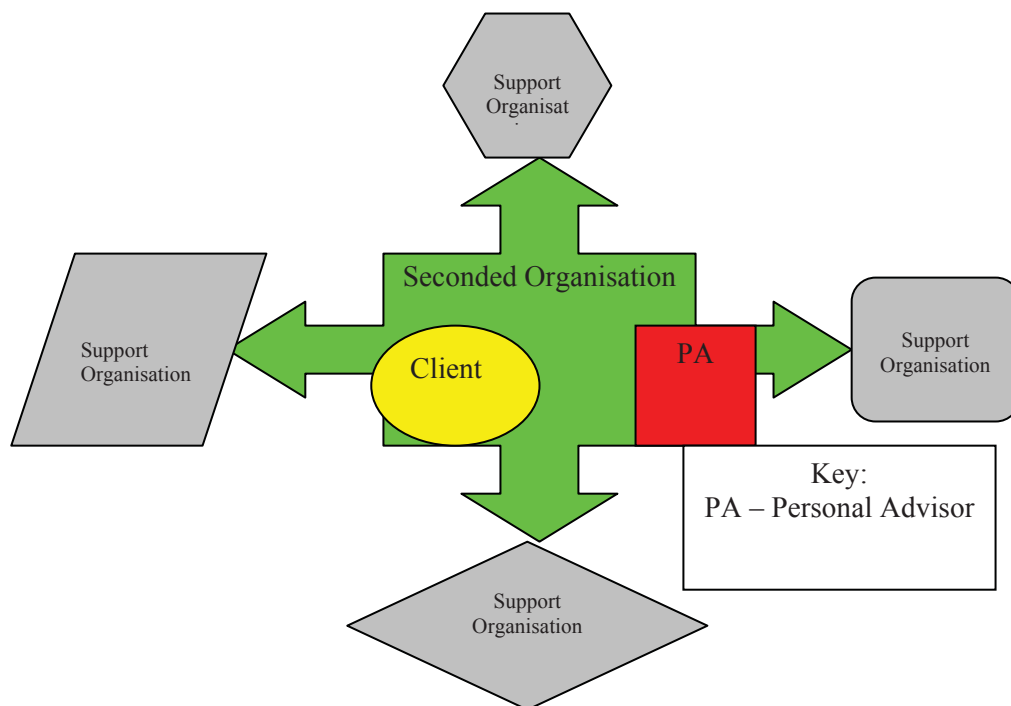 Support
Organisat
Seconded Organisation
Support
Organisation
Client
PA
Support
Organisation
Key:
PA – Personal Advisor
Support
Organisation